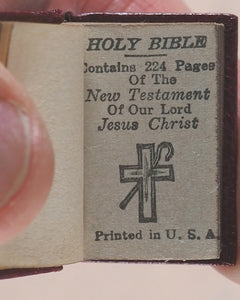 HOLY BIBLE
Contains 224 Pages
Of The
New Testament
Of Our Lord
Jesus Christ
Printed in U. S. A.